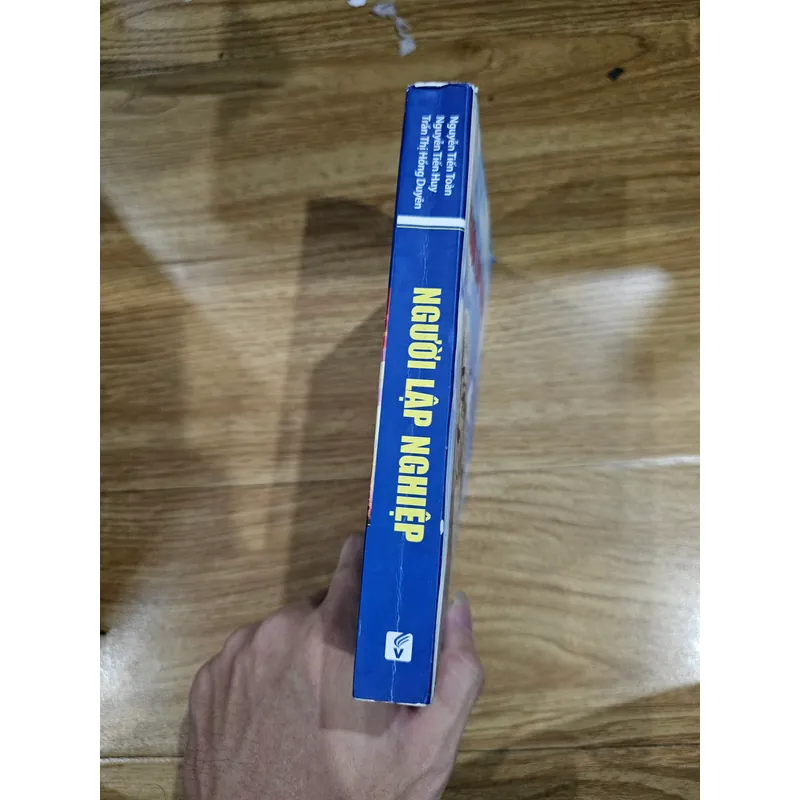 Nguyễn Tiến Toàn
Nguyễn Tiến Huy
Trần Thị Hồng Duyên
NGƯỜI LẬP NGHIỆP
V